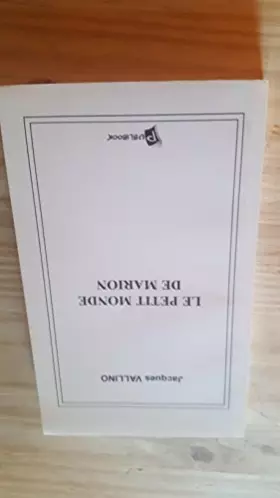 Jacques VALLINO
LE PETIT MONDE
DE MARION
PUBLIBOOK